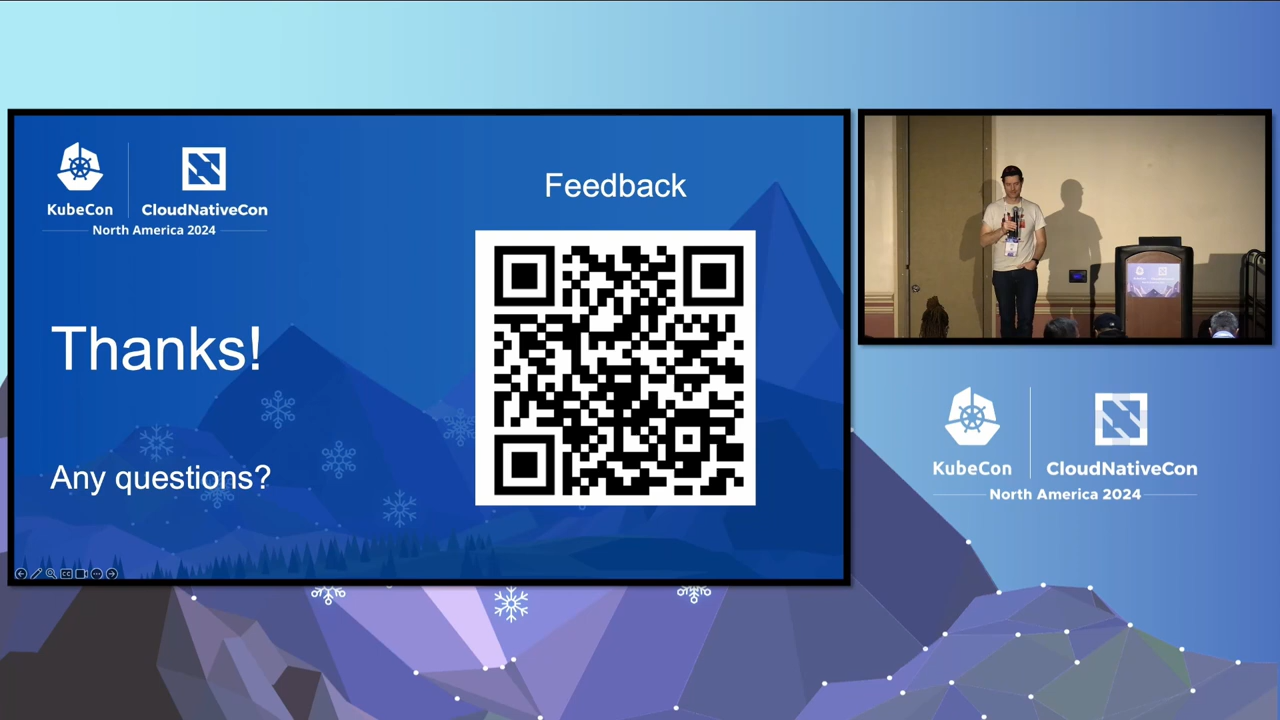 KubeCon
CloudNativeCon
North America 2024
Feedback
Thanks!
Any questions?
KubeCon
CloudNativeCon
North America 2024